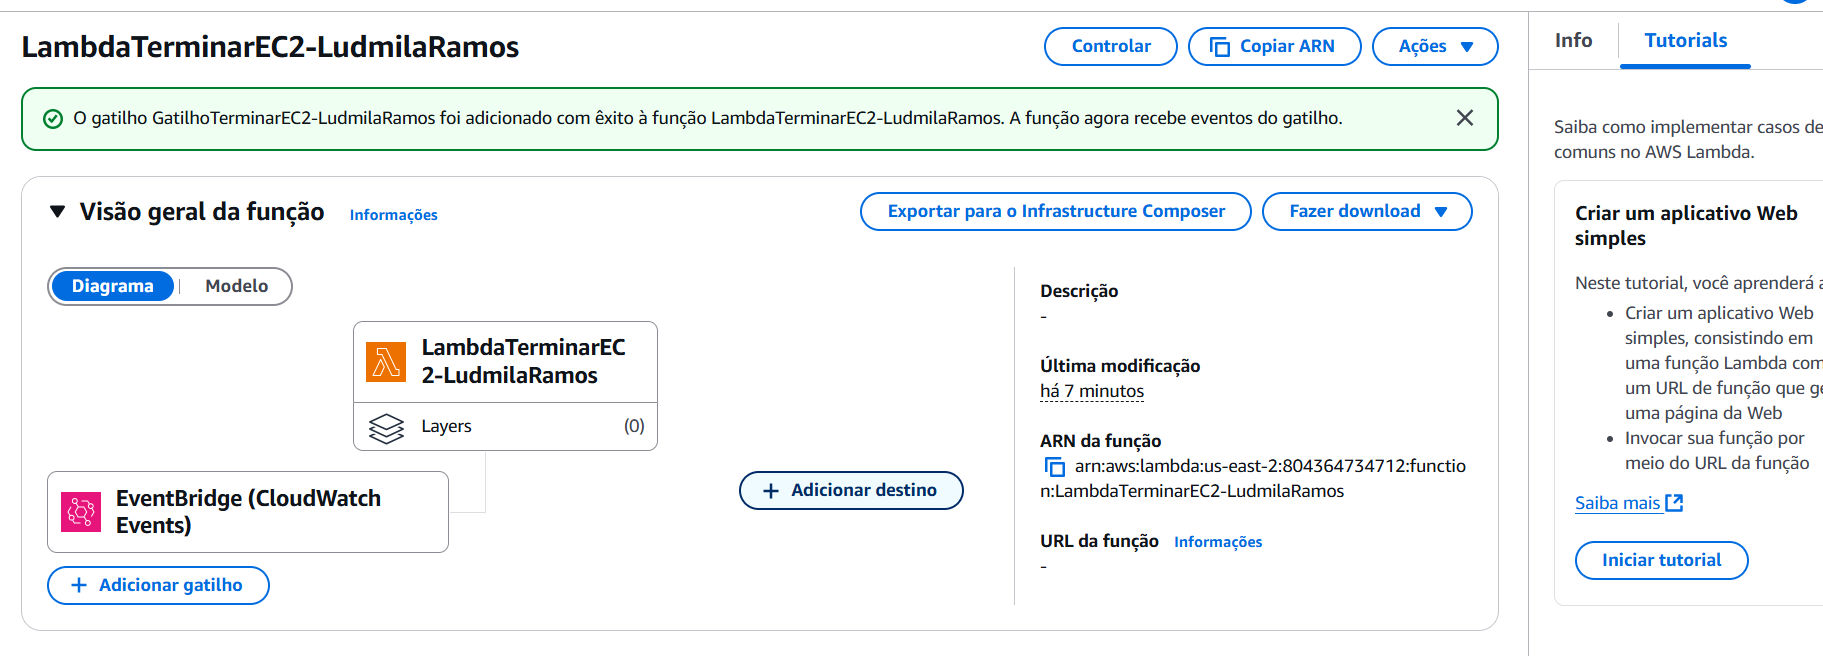 LambdaTerminarEC2-LudmilaRamos
Controlar
Copiar ARN
Ações
O gatilho GatilhoTerminarEC2-LudmilaRamos foi adicionado com êxito à função LambdaTerminarEC2-LudmilaRamos. A função agora recebe eventos do gatilho.
Visão geral da função
Informações
Exportar para o Infrastructure Composer
Fazer download
Diagrama
Modelo
LambdaTerminarEC
2-LudmilaRamos
Layers
(0)
EventBridge (CloudWatch
Events)
+ Adicionar gatilho
+ Adicionar destino
Descrição
-
Última modificação
há 7 minutos
ARN da função
arn:aws:lambda:us-east-2:804364734712:functio
n:LambdaTerminarEC2-LudmilaRamos
URL da função
Informações
-
Info
Tutorials
Saiba como implementar casos de
comuns no AWS Lambda.
Criar um aplicativo Web
simples
Neste tutorial, você aprenderá a
• Criar um aplicativo Web
simples, consistindo em
uma função Lambda com
um URL de função que ge
uma página da Web
• Invocar sua função por
meio do URL da função
Saiba mais
Iniciar tutorial